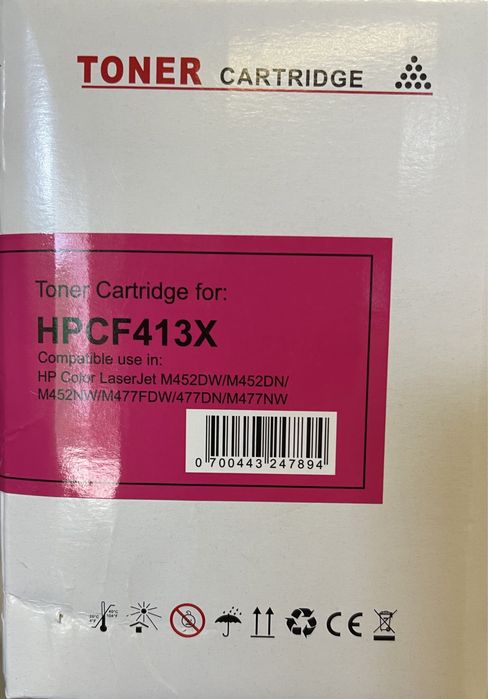 TONER CARTRIDGE
Toner Cartridge for:
HPCF413X
Compatible use in:
HP Color LaserJet M452DW/M452DN/
M452NW/M477FDW/477DN/M477NW
0 700443 247894
CE